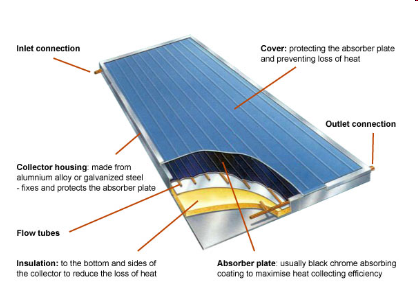 Inlet connection
Cover: protecting the absorber plate
and preventing loss of heat
Outlet connection
Collector housing: made from
alumnium alloy or galvanized steel
- fixes and protects the absorber plate
Flow tubes
Insulation: to the bottom and sides of
the collector to reduce the loss of heat
Absorber plate: usually black chrome absorbing
coating to maximise heat collecting efficiency